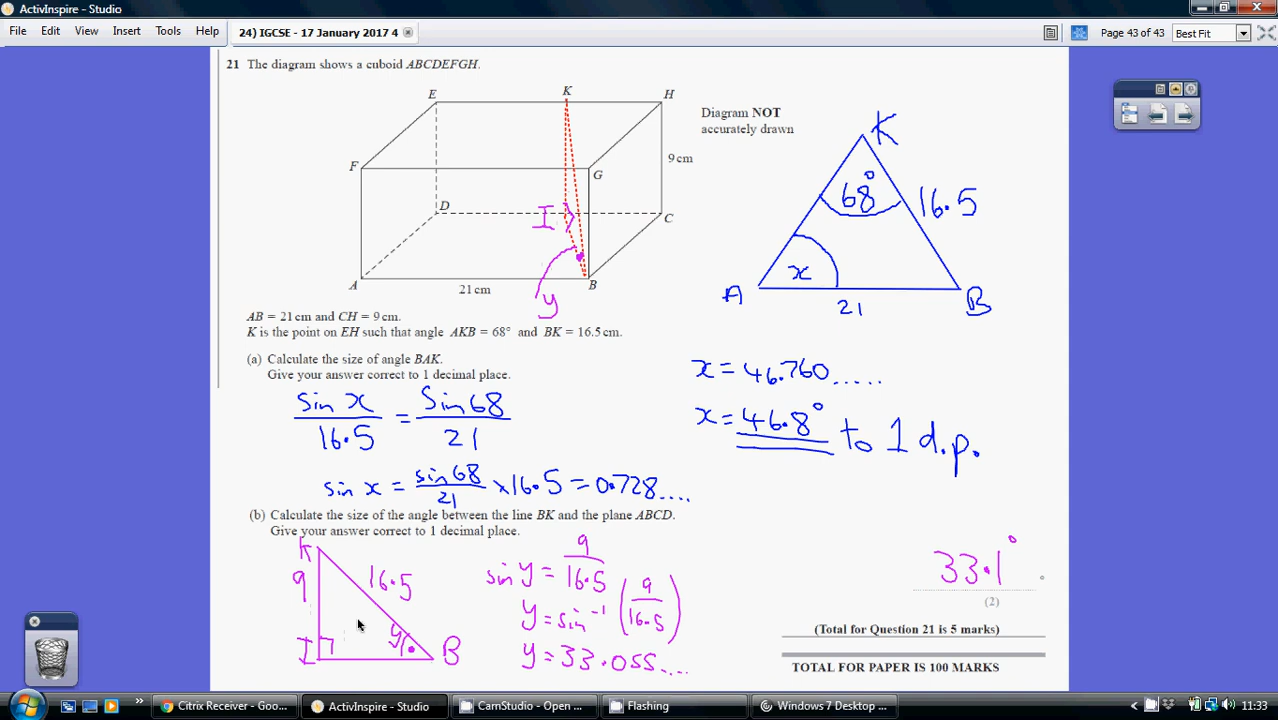 ActivInspire - Studio
File Edit View Insert Tools Help
24) IGCSE - 17 January 2017 4
Page 43 of 43
Best Fit
21 The diagram shows a cuboid ABCDEFGH.
E K H
Diagram NOT
accurately drawn
F G
9 cm
D C
I
A B
21 cm
y
K
68°
16.5
x
A B
21
AB = 21 cm and CH = 9 cm.
K is the point on EH such that angle AKB = 68° and BK = 16.5 cm.
(a) Calculate the size of angle BAK.
Give your answer correct to 1 decimal place.
sin x / 16.5 = sin 68 / 21
sin x = sin 68 / 21 × 16.5 = 0.728....
x = 46.760.....
x = 46.8° to 1 d.p.
(b) Calculate the size of the angle between the line BK and the plane ABCD.
Give your answer correct to 1 decimal place.
K
9 16.5
I y B
sin y = 9 / 16.5
y = sin⁻¹ (9 / 16.5)
y = 33.055....
33.1°
(2)
(Total for Question 21 is 5 marks)
TOTAL FOR PAPER IS 100 MARKS
Citrix Receiver - Goo...
ActivInspire - Studio
CamStudio - Open ...
Flashing
Windows 7 Desktop ...
11:33